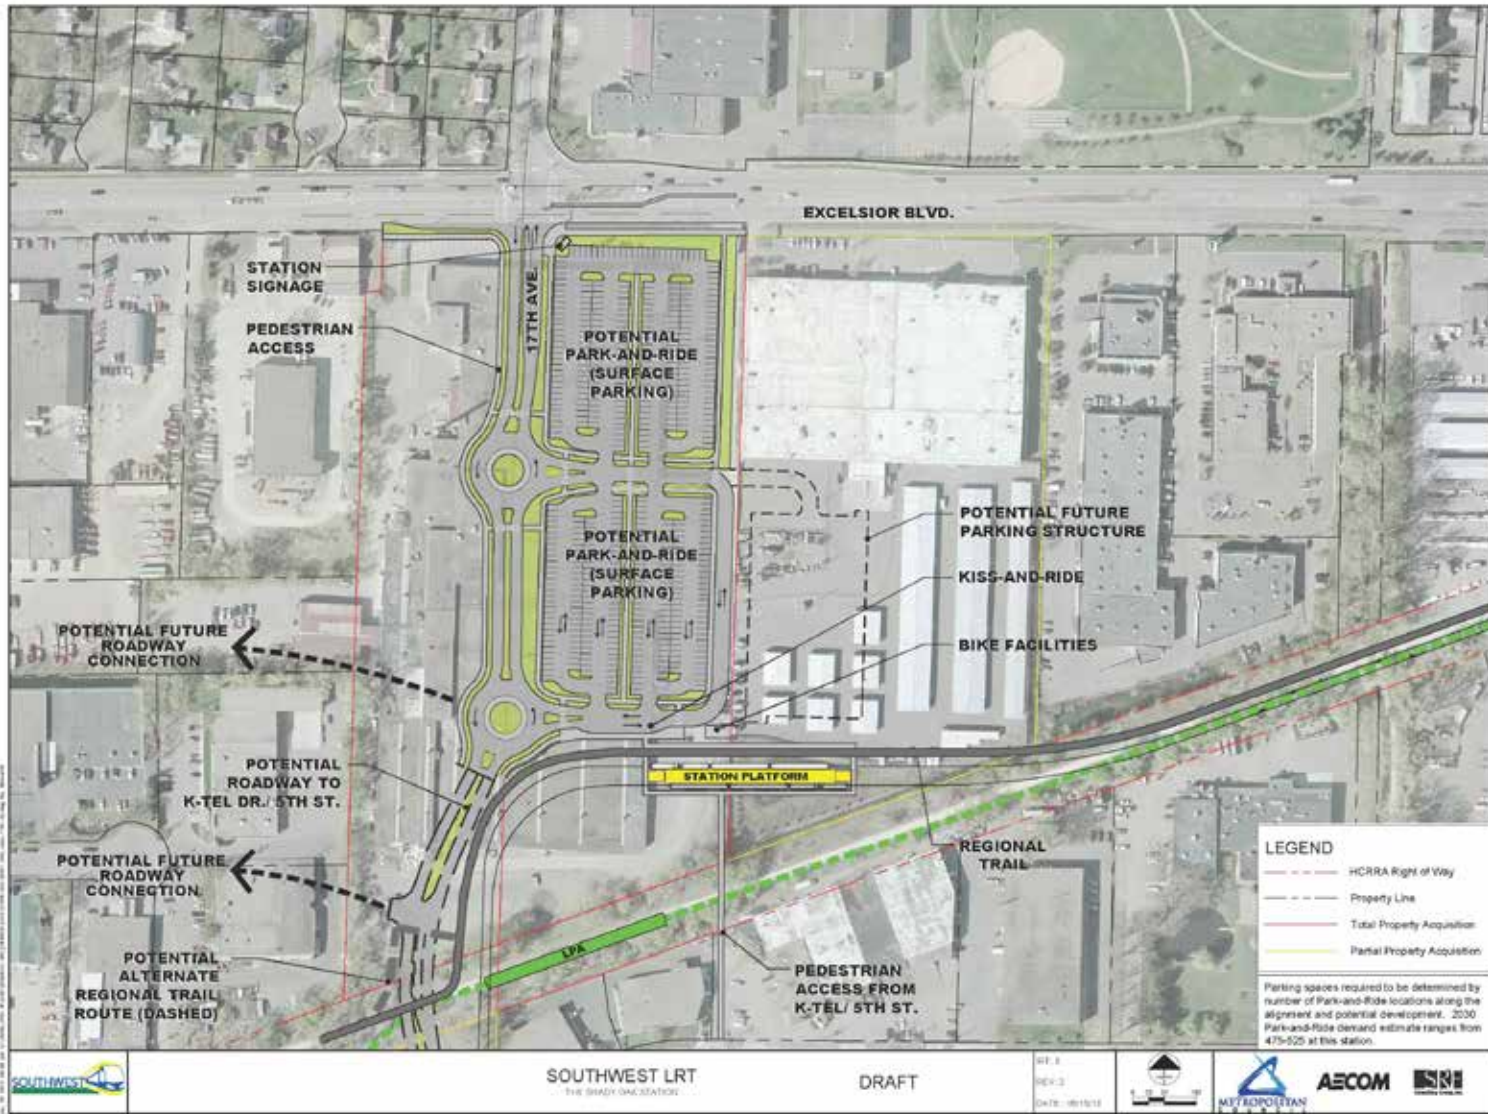 EXCELSIOR BLVD.
STATION
SIGNAGE
PEDESTRIAN
ACCESS
17TH AVE.
POTENTIAL
PARK-AND-RIDE
(SURFACE
PARKING)
POTENTIAL
PARK-AND-RIDE
(SURFACE
PARKING)
POTENTIAL FUTURE
PARKING STRUCTURE
KISS-AND-RIDE
BIKE FACILITIES
POTENTIAL FUTURE
ROADWAY
CONNECTION
POTENTIAL
ROADWAY TO
K-TEL DR./ 5TH ST.
STATION PLATFORM
POTENTIAL FUTURE
ROADWAY
CONNECTION
REGIONAL
TRAIL
LPA
POTENTIAL
ALTERNATE
REGIONAL TRAIL
ROUTE (DASHED)
PEDESTRIAN
ACCESS FROM
K-TEL/ 5TH ST.
LEGEND
HCRRA Right of Way
Property Line
Total Property Acquisition
Partial Property Acquisition
Parking spaces required to be determined by
number of Park-and-Ride locations along the
alignment and potential development. 2030
Park-and-Ride demand estimate ranges from
475-525 at this station.
SOUTHWEST
SOUTHWEST LRT
DRAFT
METROPOLITAN
COUNCIL
AECOM
SRF